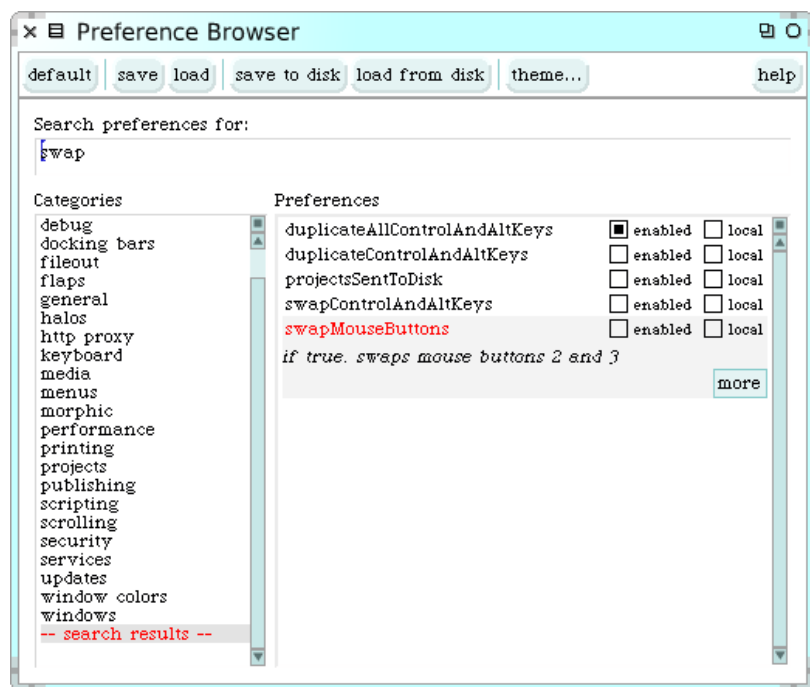 Preference Browser
default save load save to disk load from disk theme... help
Search preferences for:
swap
Categories
debug
docking bars
fileout
flaps
general
halos
http proxy
keyboard
media
menus
morphic
performance
printing
projects
publishing
scripting
scrolling
security
services
updates
window colors
windows
-- search results --
Preferences
duplicateAllControlAndAltKeys enabled local
duplicateControlAndAltKeys enabled local
projectsSentToDisk enabled local
swapControlAndAltKeys enabled local
swapMouseButtons enabled local
if true, swaps mouse buttons 2 and 3
more